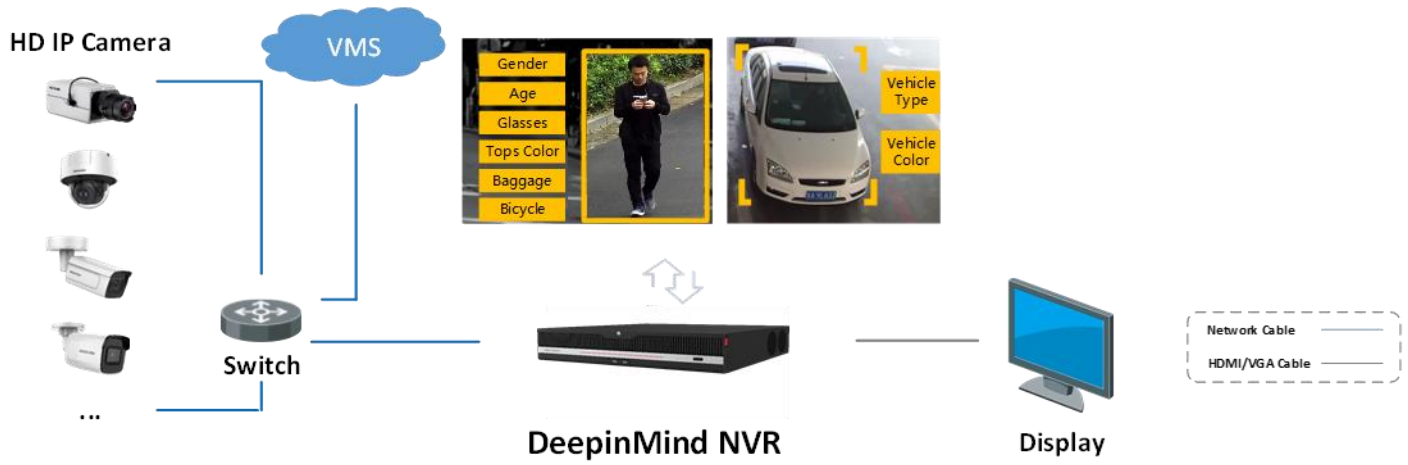 HD IP Camera
VMS
Gender
Age
Glasses
Tops Color
Baggage
Bicycle
Vehicle
Type
Vehicle
Color
Switch
...
DeepinMind NVR
Display
Network Cable
HDMI/VGA Cable